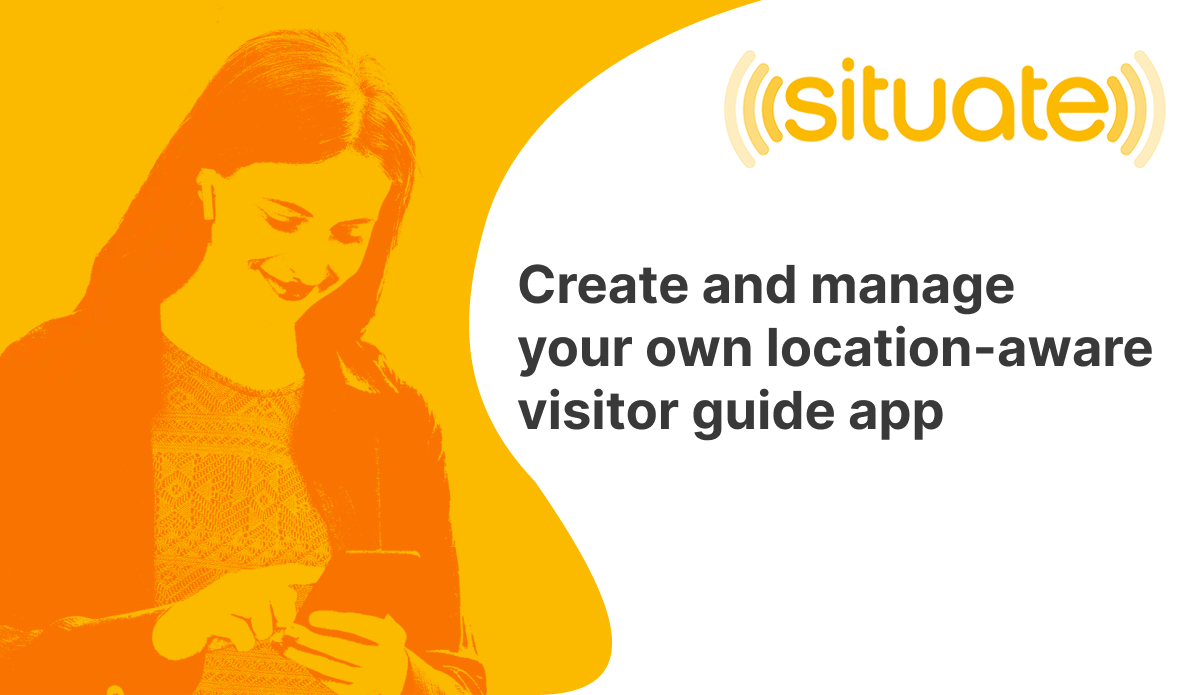 situate
Create and manage
your own location-aware
visitor guide app